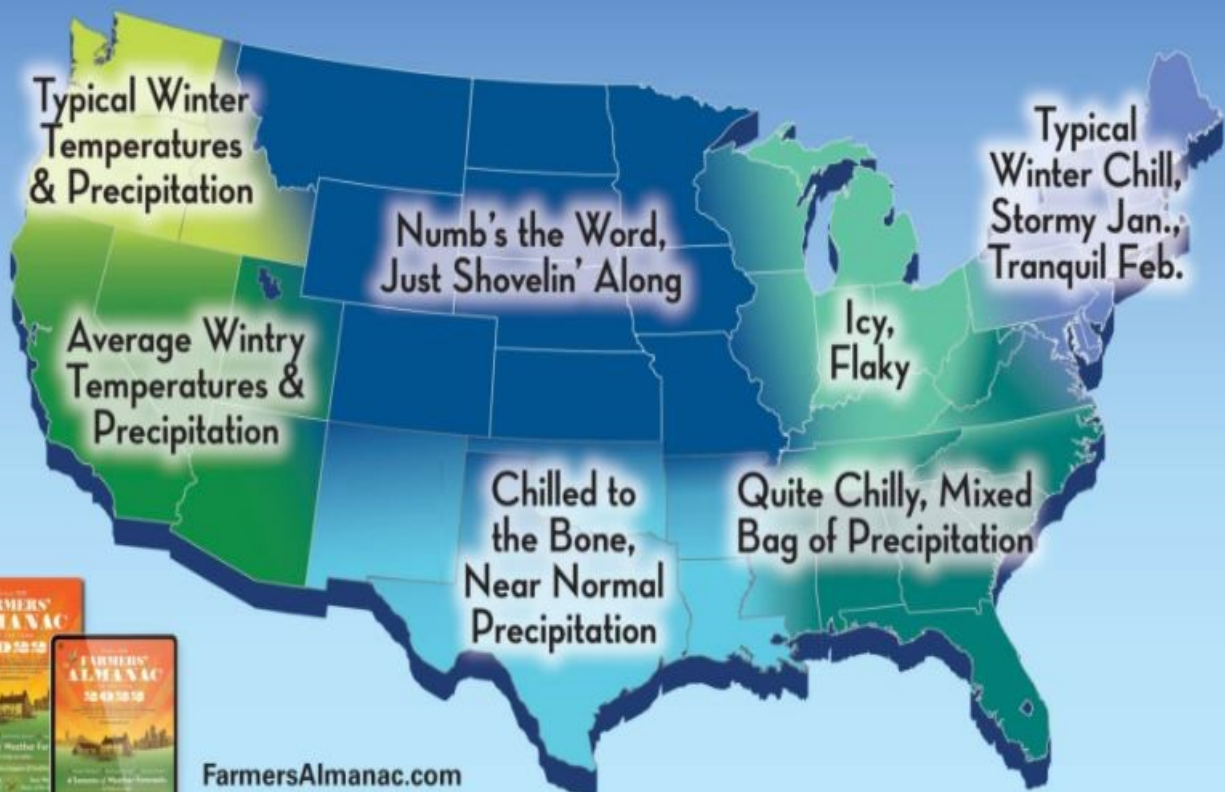 Typical Winter
Temperatures
& Precipitation
Numb's the Word,
Just Shovelin' Along
Typical
Winter Chill,
Stormy Jan.,
Tranquil Feb.
Average Wintry
Temperatures &
Precipitation
Icy,
Flaky
Chilled to
the Bone,
Near Normal
Precipitation
Quite Chilly, Mixed
Bag of Precipitation
FARMERS'
ALMANAC
2022
FarmersAlmanac.com